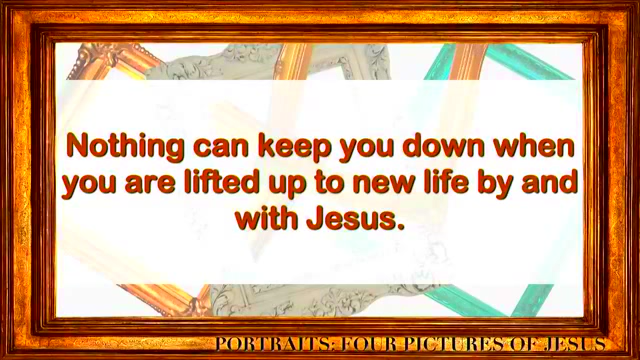 Nothing can keep you down when
you are lifted up to new life by and
with Jesus.
PORTRAITS: FOUR PICTURES OF JESUS